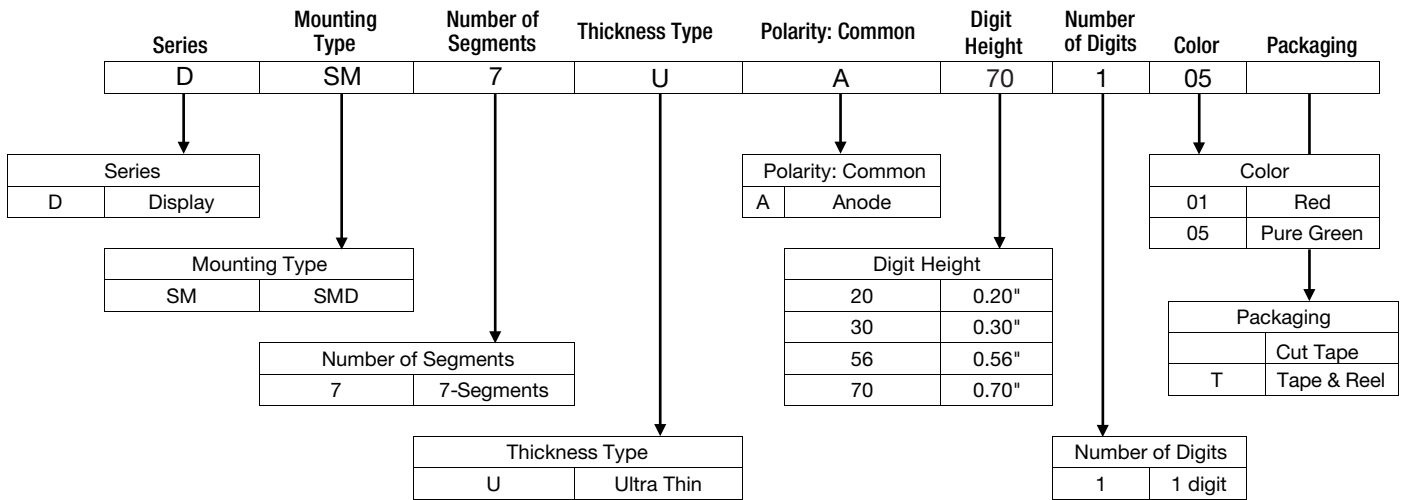 Series Mounting Type Number of Segments Thickness Type Polarity: Common Digit Height Number of Digits Color Packaging
D SM 7 U A 70 1 05
Series
D Display
Mounting Type
SM SMD
Number of Segments
7 7-Segments
Thickness Type
U Ultra Thin
Polarity: Common
A Anode
Digit Height
20 0.20"
30 0.30"
56 0.56"
70 0.70"
Number of Digits
1 1 digit
Color
01 Red
05 Pure Green
Packaging
Cut Tape
T Tape & Reel